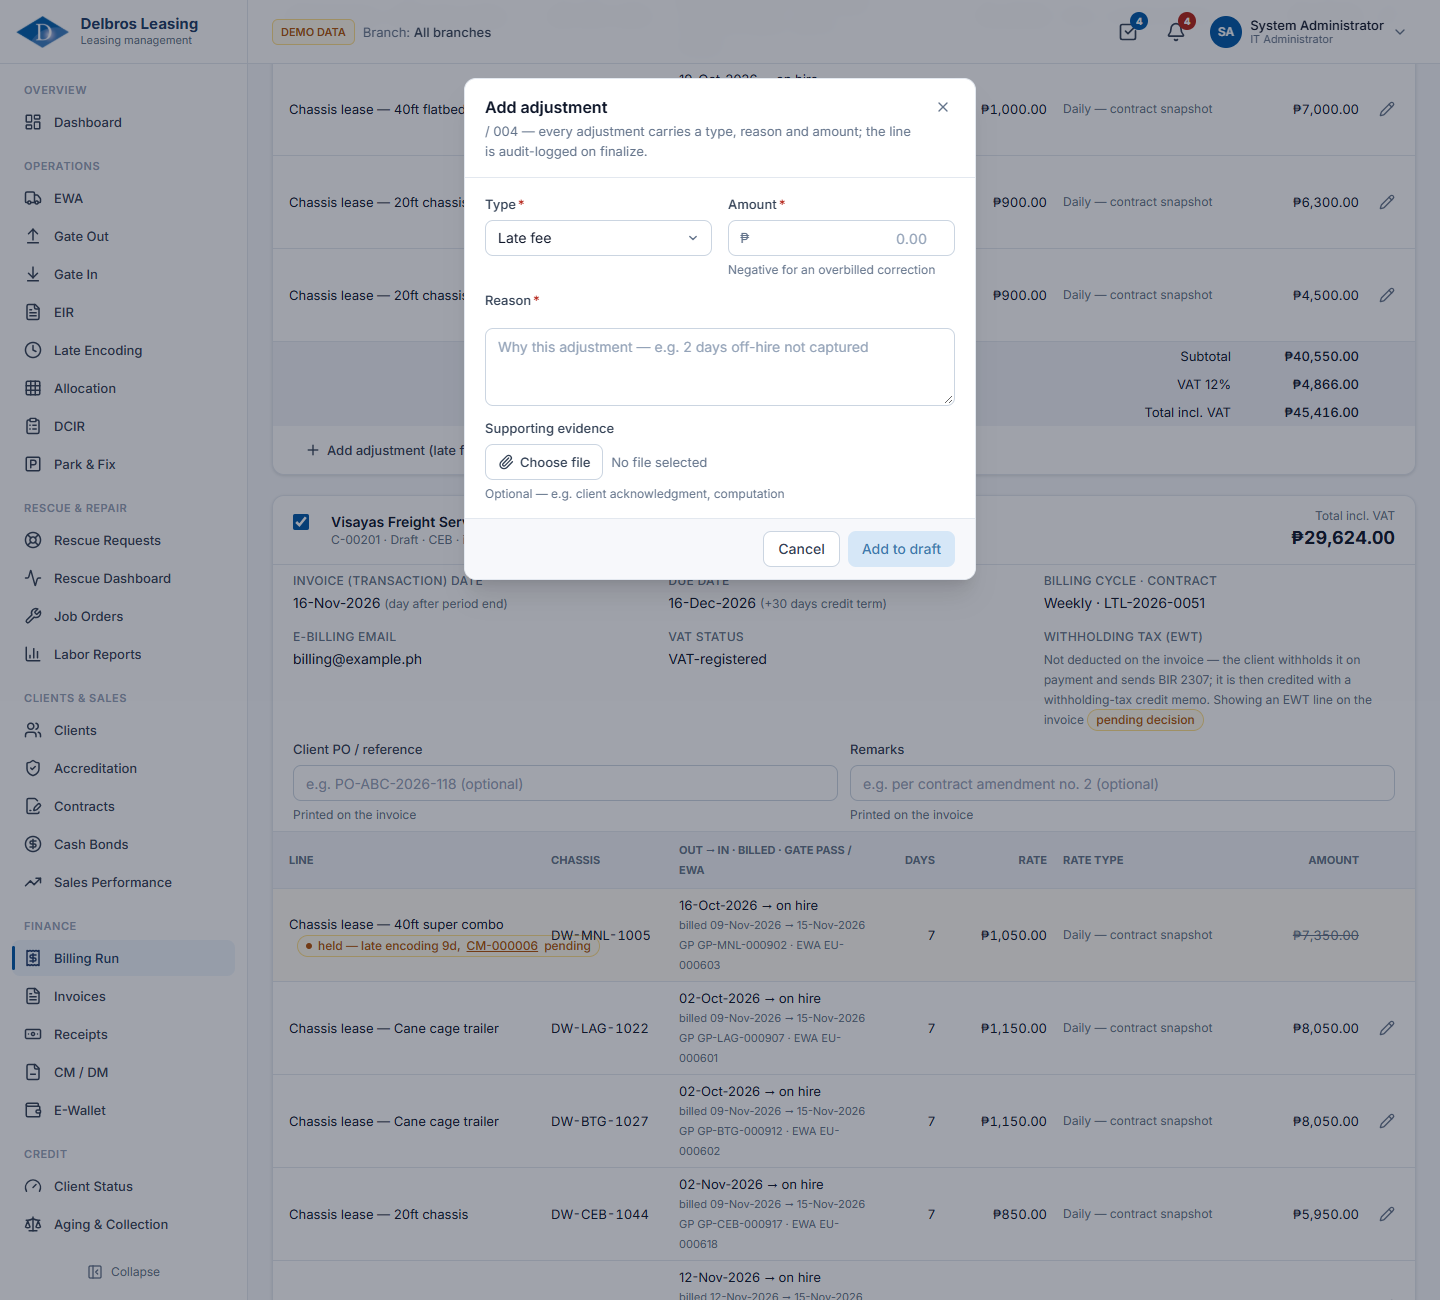 Delbros Leasing
Leasing management
DEMO DATA
Branch: All branches
4
4
SA
System Administrator
IT Administrator
OVERVIEW
Dashboard
OPERATIONS
EWA
Gate Out
Gate In
EIR
Late Encoding
Allocation
DCIR
Park & Fix
RESCUE & REPAIR
Rescue Requests
Rescue Dashboard
Job Orders
Labor Reports
CLIENTS & SALES
Clients
Accreditation
Contracts
Cash Bonds
Sales Performance
FINANCE
Billing Run
Invoices
Receipts
CM / DM
E-Wallet
CREDIT
Client Status
Aging & Collection
Collapse
Chassis lease — 40ft flatbed
₱1,000.00
Daily — contract snapshot
₱7,000.00
Chassis lease — 20ft chassis
₱900.00
Daily — contract snapshot
₱6,300.00
Chassis lease — 20ft chassis
₱900.00
Daily — contract snapshot
₱4,500.00
Subtotal ₱40,550.00
VAT 12% ₱4,866.00
Total incl. VAT ₱45,416.00
Add adjustment (late f
Add adjustment
/ 004 — every adjustment carries a type, reason and amount; the line
is audit-logged on finalize.
Type*
Late fee
Amount*
₱ 0.00
Negative for an overbilled correction
Reason*
Why this adjustment — e.g. 2 days off-hire not captured
Supporting evidence
Choose file No file selected
Optional — e.g. client acknowledgment, computation
Cancel
Add to draft
Visayas Freight Serv
C-00201 · Draft · CEB ·
Total incl. VAT
₱29,624.00
INVOICE (TRANSACTION) DATE
16-Nov-2026 (day after period end)
DUE DATE
16-Dec-2026 (+30 days credit term)
BILLING CYCLE · CONTRACT
Weekly · LTL-2026-0051
E-BILLING EMAIL
billing@example.ph
VAT STATUS
VAT-registered
WITHHOLDING TAX (EWT)
Not deducted on the invoice — the client withholds it on
payment and sends BIR 2307; it is then credited with a
withholding-tax credit memo. Showing an EWT line on the
invoice pending decision
Client PO / reference
e.g. PO-ABC-2026-118 (optional)
Printed on the invoice
Remarks
e.g. per contract amendment no. 2 (optional)
Printed on the invoice
LINE
CHASSIS
OUT → IN · BILLED · GATE PASS /
EWA
DAYS
RATE
RATE TYPE
AMOUNT
Chassis lease — 40ft super combo
held — late encoding 9d, CM-000006 pending
DW-MNL-1005
16-Oct-2026 → on hire
billed 09-Nov-2026 → 15-Nov-2026
GP GP-MNL-000902 · EWA EU-
000603
7
₱1,050.00
Daily — contract snapshot
₱7,350.00
Chassis lease — Cane cage trailer
DW-LAG-1022
02-Oct-2026 → on hire
billed 09-Nov-2026 → 15-Nov-2026
GP GP-LAG-000907 · EWA EU-
000601
7
₱1,150.00
Daily — contract snapshot
₱8,050.00
Chassis lease — Cane cage trailer
DW-BTG-1027
02-Oct-2026 → on hire
billed 09-Nov-2026 → 15-Nov-2026
GP GP-BTG-000912 · EWA EU-
000602
7
₱1,150.00
Daily — contract snapshot
₱8,050.00
Chassis lease — 20ft chassis
DW-CEB-1044
02-Nov-2026 → on hire
billed 09-Nov-2026 → 15-Nov-2026
GP GP-CEB-000917 · EWA EU-
000618
7
₱850.00
Daily — contract snapshot
₱5,950.00
12-Nov-2026 → on hire
billed 12-Nov-2026 → 15-Nov-2026